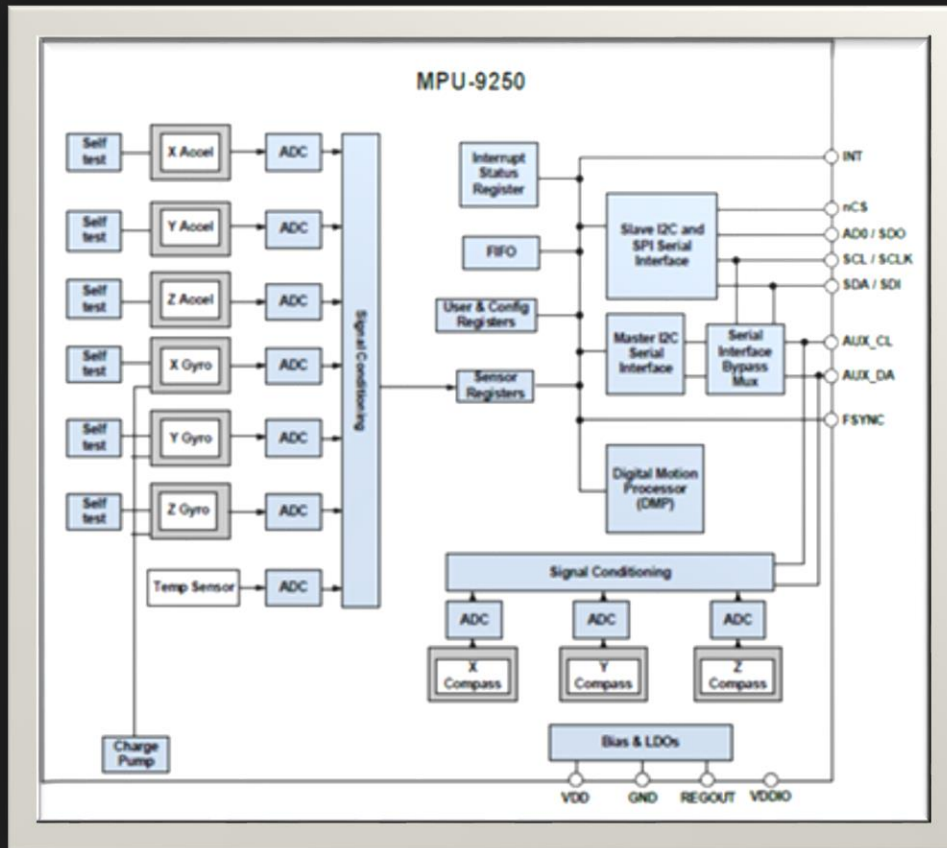 MPU-9250
Self
test
X Accel
ADC
Self
test
Y Accel
ADC
Self
test
Z Accel
ADC
Self
test
X Gyro
ADC
Self
test
Y Gyro
ADC
Self
test
Z Gyro
ADC
Temp Sensor
ADC
Signal Conditioning
Charge
Pump
Interrupt
Status
Register
FIFO
User & Config
Registers
Sensor
Registers
Slave I2C and
SPI Serial
Interface
Master I2C
Serial
Interface
Serial
Interface
Bypass
Mux
Digital Motion
Processor
(DMP)
INT
nCS
AD0 / SDO
SCL / SCLK
SDA / SDI
AUX_CL
AUX_DA
FSYNC
Signal Conditioning
ADC
ADC
ADC
X
Compass
Y
Compass
Z
Compass
Bias & LDOs
VDD
GND
REGOUT
VDDIO